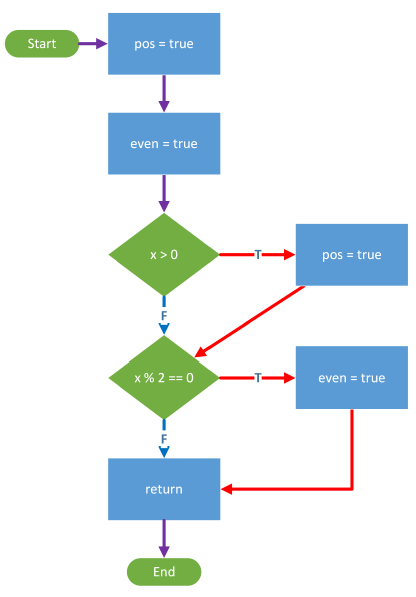 Start
pos = true
even = true
x > 0
T
pos = true
F
x % 2 == 0
T
even = true
F
return
End